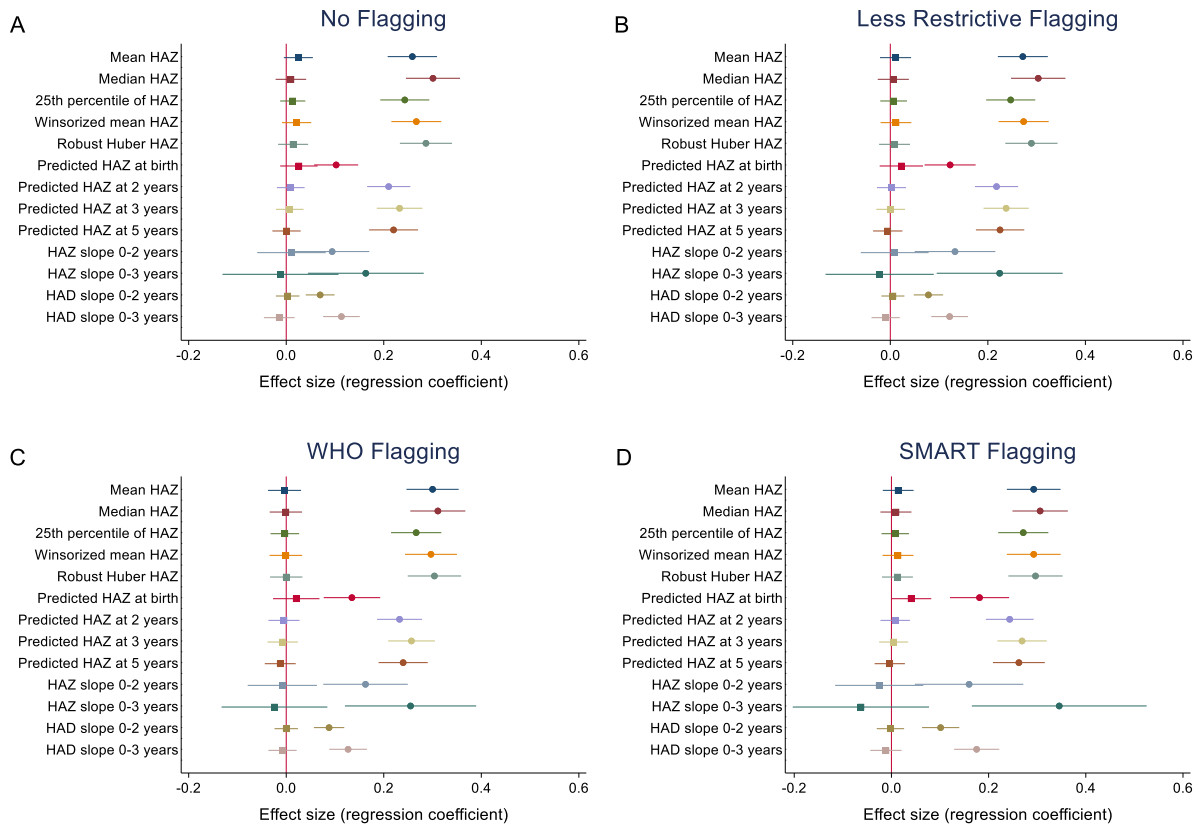 A
No Flagging
Mean HAZ
Median HAZ
25th percentile of HAZ
Winsorized mean HAZ
Robust Huber HAZ
Predicted HAZ at birth
Predicted HAZ at 2 years
Predicted HAZ at 3 years
Predicted HAZ at 5 years
HAZ slope 0-2 years
HAZ slope 0-3 years
HAD slope 0-2 years
HAD slope 0-3 years
-0.2 0.0 0.2 0.4 0.6
Effect size (regression coefficient)
B
Less Restrictive Flagging
Mean HAZ
Median HAZ
25th percentile of HAZ
Winsorized mean HAZ
Robust Huber HAZ
Predicted HAZ at birth
Predicted HAZ at 2 years
Predicted HAZ at 3 years
Predicted HAZ at 5 years
HAZ slope 0-2 years
HAZ slope 0-3 years
HAD slope 0-2 years
HAD slope 0-3 years
-0.2 0.0 0.2 0.4 0.6
Effect size (regression coefficient)
C
WHO Flagging
Mean HAZ
Median HAZ
25th percentile of HAZ
Winsorized mean HAZ
Robust Huber HAZ
Predicted HAZ at birth
Predicted HAZ at 2 years
Predicted HAZ at 3 years
Predicted HAZ at 5 years
HAZ slope 0-2 years
HAZ slope 0-3 years
HAD slope 0-2 years
HAD slope 0-3 years
-0.2 0.0 0.2 0.4 0.6
Effect size (regression coefficient)
D
SMART Flagging
Mean HAZ
Median HAZ
25th percentile of HAZ
Winsorized mean HAZ
Robust Huber HAZ
Predicted HAZ at birth
Predicted HAZ at 2 years
Predicted HAZ at 3 years
Predicted HAZ at 5 years
HAZ slope 0-2 years
HAZ slope 0-3 years
HAD slope 0-2 years
HAD slope 0-3 years
-0.2 0.0 0.2 0.4 0.6
Effect size (regression coefficient)